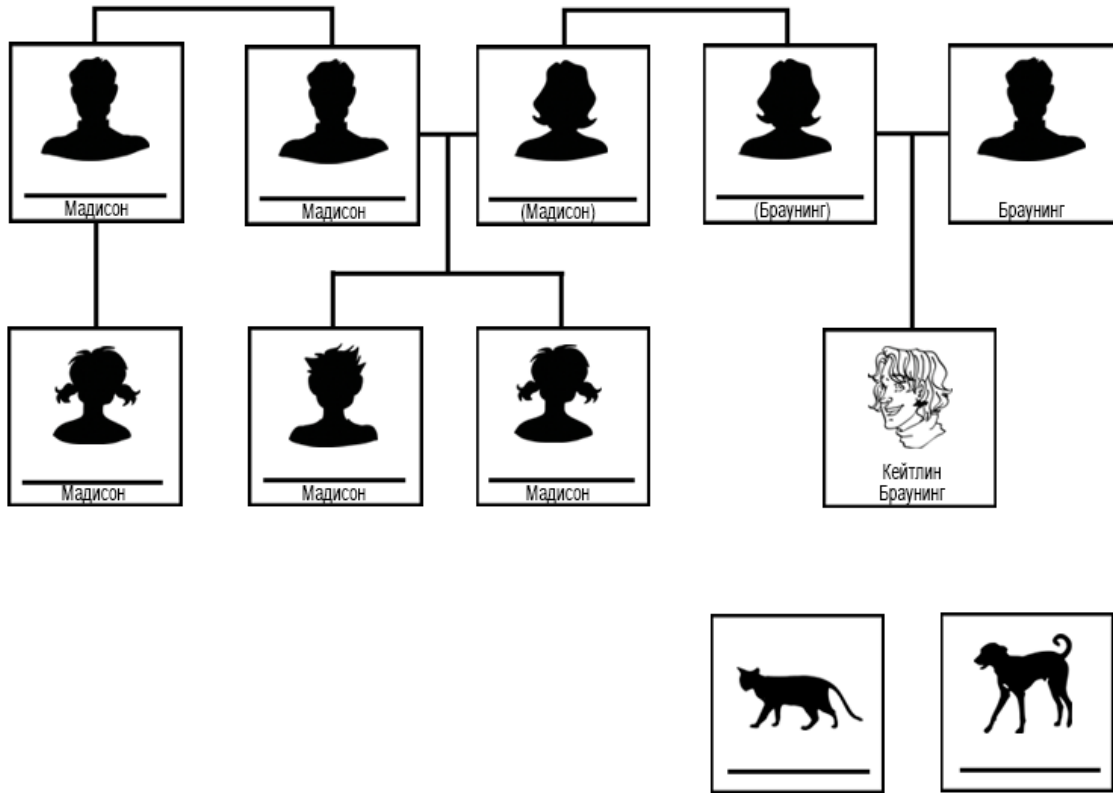 Мадисон
Мадисон
(Мадисон)
(Браунинг)
Браунинг
Мадисон
Мадисон
Мадисон
Кейтлин
Браунинг